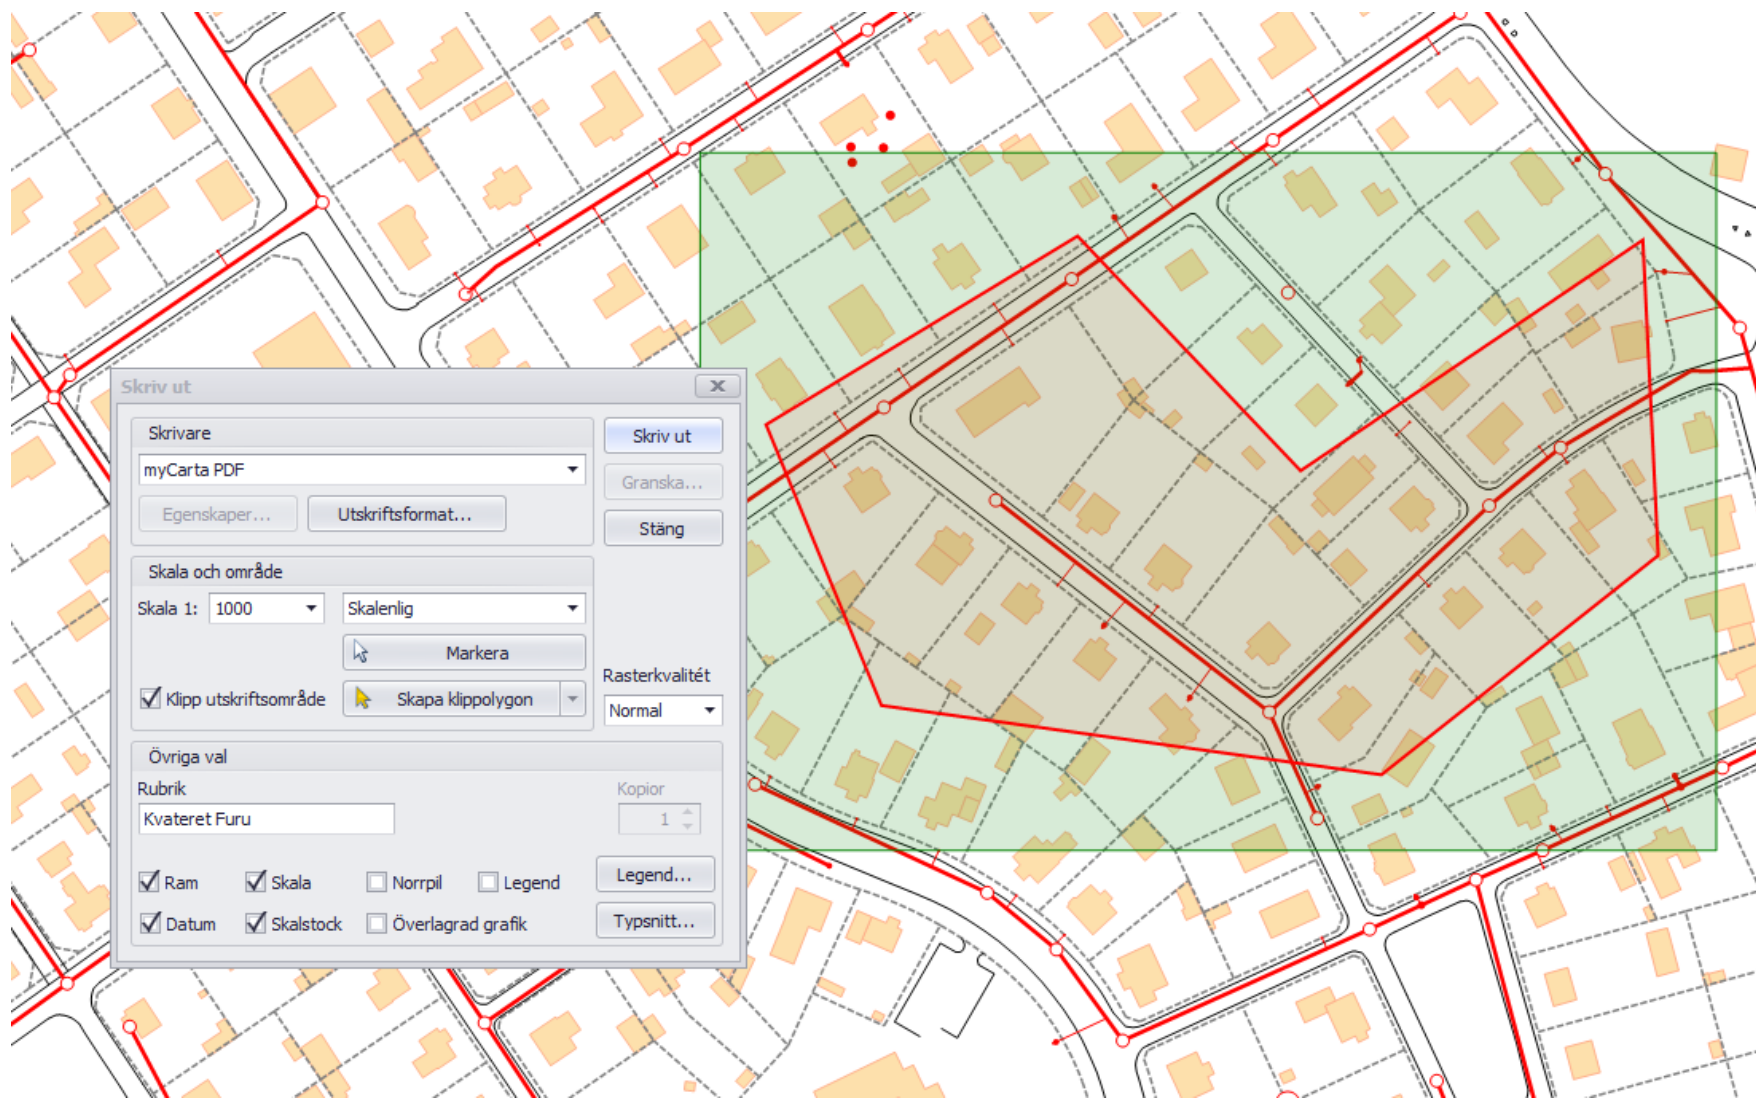 Skriv ut
Skrivare
myCarta PDF
Egenskaper...
Utskriftsformat...
Skriv ut
Granska...
Stäng
Skala och område
Skala 1:
1000
Skalenlig
Markera
Klipp utskriftsområde
Skapa klippolygon
Rasterkvalitét
Normal
Övriga val
Rubrik
Kvateret Furu
Kopior
1
Ram
Skala
Norrpil
Legend
Legend...
Datum
Skalstock
Överlagrad grafik
Typsnitt...